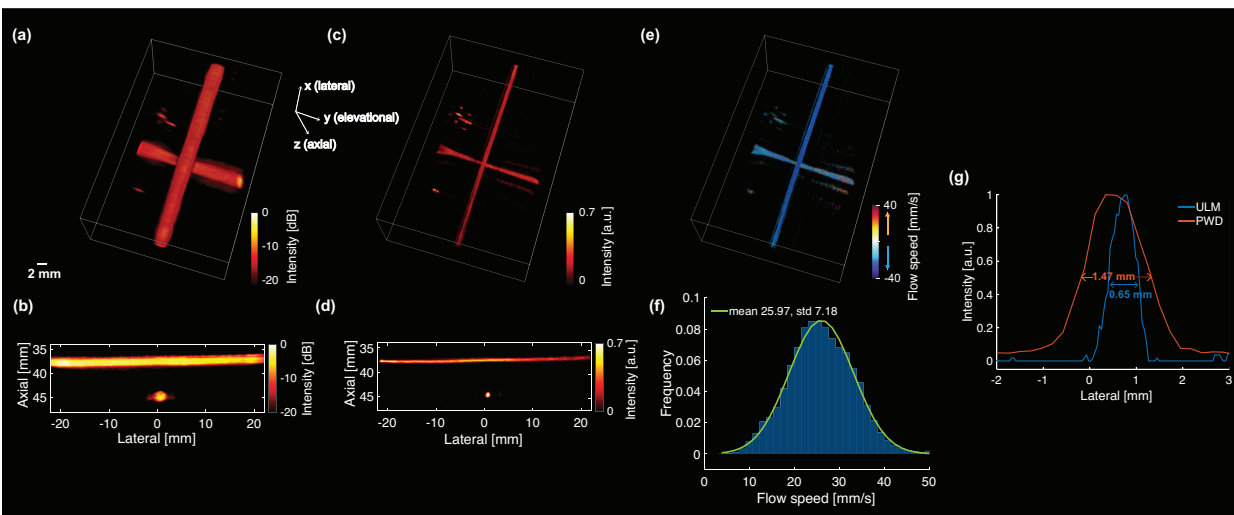 (a)
x (lateral)
y (elevational)
z (axial)
0
-10
-20
Intensity [dB]
2 mm
(b)
35
40
45
Axial [mm]
-20
-10
0
10
20
Lateral [mm]
0
-10
-20
Intensity [dB]
(c)
0.7
0
Intensity [a.u.]
(d)
35
40
45
Axial [mm]
-20
-10
0
10
20
Lateral [mm]
0.7
0
Intensity [a.u.]
(e)
40
-40
Flow speed [mm/s]
(f)
mean 25.97, std 7.18
0.1
0.08
0.06
0.04
0.02
0
Frequency
0
10
20
30
40
50
Flow speed [mm/s]
(g)
ULM
PWD
1
0.8
0.6
0.4
0.2
0
Intensity [a.u.]
1.47 mm
0.65 mm
-2
-1
0
1
2
3
Lateral [mm]